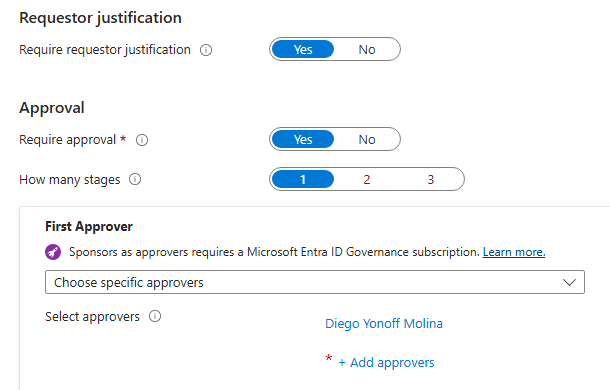 Requestor justification
Require requestor justification
Yes No
Approval
Require approval *
Yes No
How many stages
1 2 3
First Approver
Sponsors as approvers requires a Microsoft Entra ID Governance subscription. Learn more.
Choose specific approvers
Select approvers
Diego Yonoff Molina
* + Add approvers